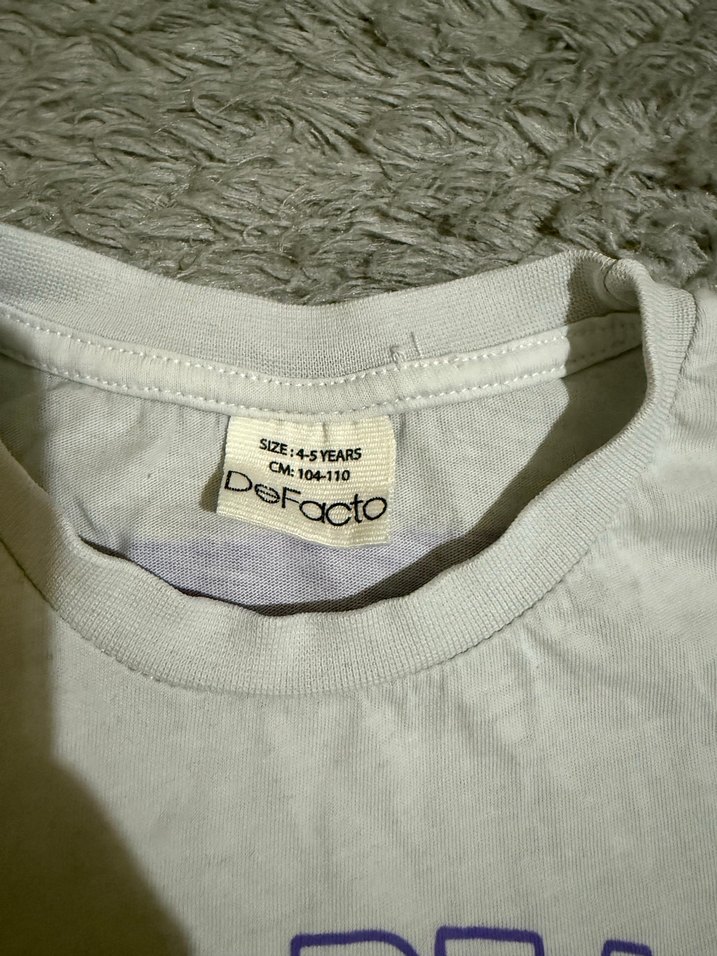 SIZE : 4-5 YEARS
CM: 104-110
DeFacto